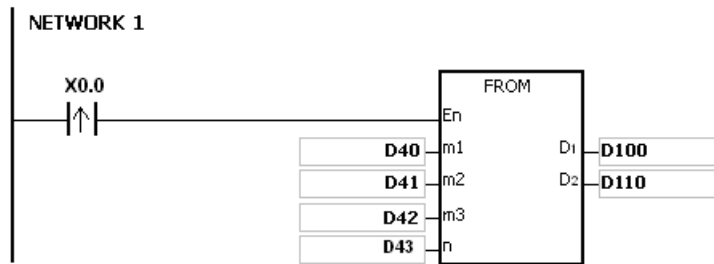 NETWORK 1
X0.0
FROM
En
D40 m1 D1 D100
D41 m2 D2 D110
D42 m3
D43 n